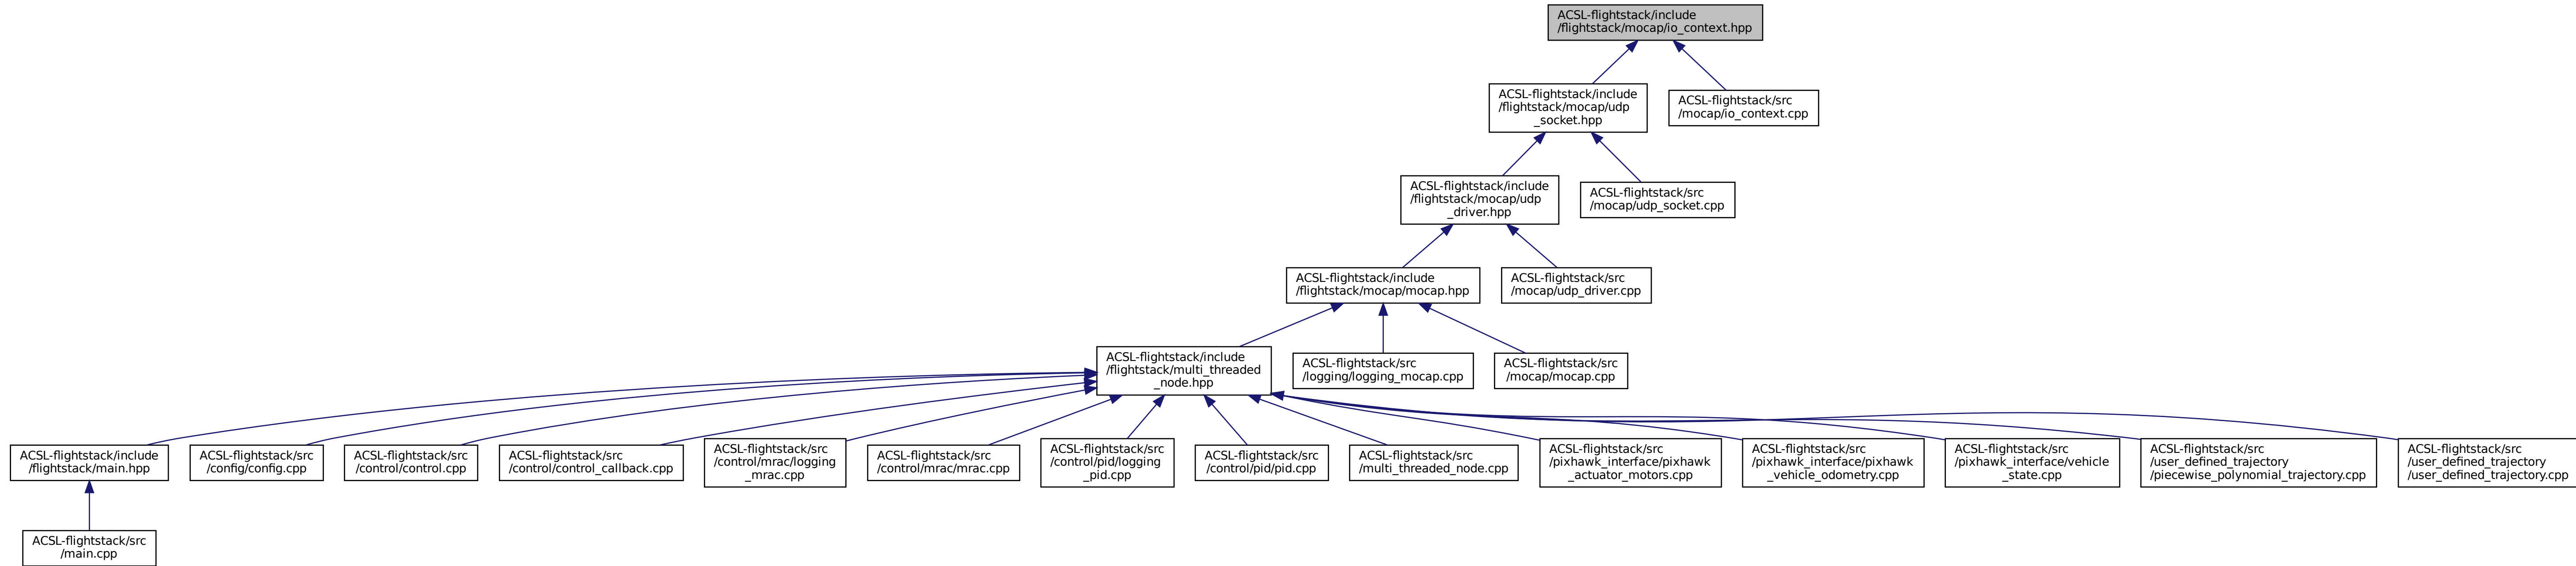 ACSL-flightstack/include
/flightstack/mocap/io_context.hpp
ACSL-flightstack/include
/flightstack/mocap/udp
_socket.hpp
ACSL-flightstack/src
/mocap/io_context.cpp
ACSL-flightstack/include
/flightstack/mocap/udp
_driver.hpp
ACSL-flightstack/src
/mocap/udp_socket.cpp
ACSL-flightstack/include
/flightstack/mocap/mocap.hpp
ACSL-flightstack/src
/mocap/udp_driver.cpp
ACSL-flightstack/include
/flightstack/multi_threaded
_node.hpp
ACSL-flightstack/src
/logging/logging_mocap.cpp
ACSL-flightstack/src
/mocap/mocap.cpp
ACSL-flightstack/include
/flightstack/main.hpp
ACSL-flightstack/src
/config/config.cpp
ACSL-flightstack/src
/control/control.cpp
ACSL-flightstack/src
/control/control_callback.cpp
ACSL-flightstack/src
/control/mrac/logging
_mrac.cpp
ACSL-flightstack/src
/control/mrac/mrac.cpp
ACSL-flightstack/src
/control/pid/logging
_pid.cpp
ACSL-flightstack/src
/control/pid/pid.cpp
ACSL-flightstack/src
/multi_threaded_node.cpp
ACSL-flightstack/src
/pixhawk_interface/pixhawk
_actuator_motors.cpp
ACSL-flightstack/src
/pixhawk_interface/pixhawk
_vehicle_odometry.cpp
ACSL-flightstack/src
/pixhawk_interface/vehicle
_state.cpp
ACSL-flightstack/src
/user_defined_trajectory
/piecewise_polynomial_trajectory.cpp
ACSL-flightstack/src
/user_defined_trajectory
/user_defined_trajectory.cpp
ACSL-flightstack/src
/main.cpp